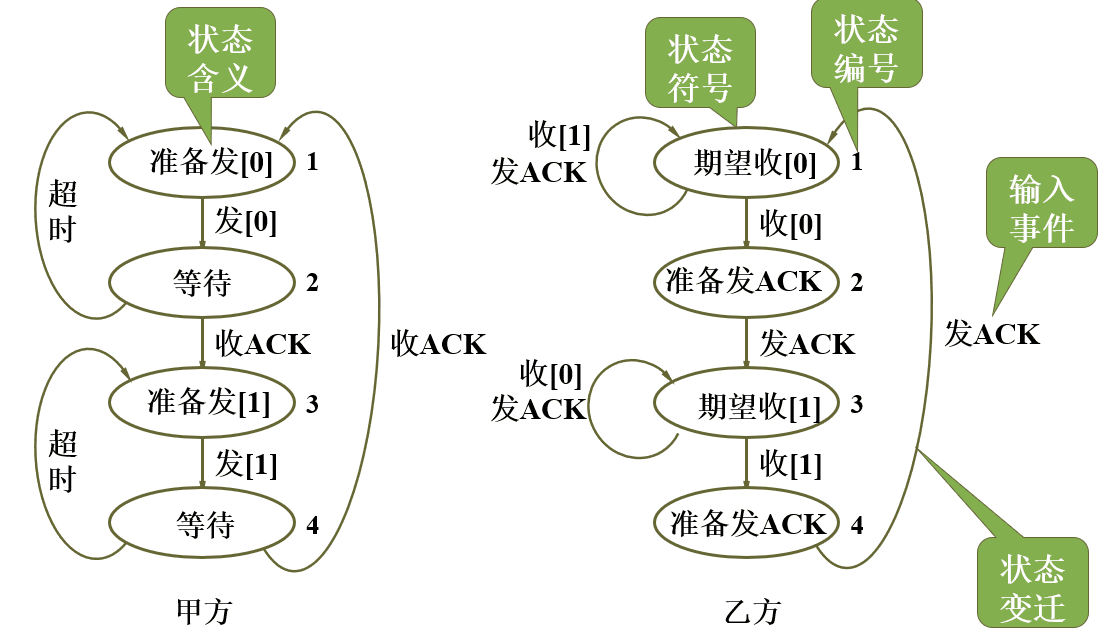 状态
含义
准备发[0]
1
超
时
发[0]
等待
2
收ACK
收ACK
准备发[1]
3
超
时
发[1]
等待
4
甲方
状态
符号
状态
编号
收[1]
发ACK
期望收[0]
1
输入
事件
收[0]
准备发ACK
2
发ACK
发ACK
收[0]
发ACK
期望收[1]
3
收[1]
准备发ACK
4
状态
变迁
乙方